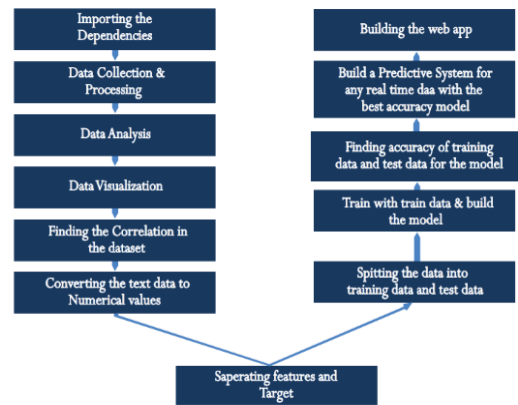 Importing the
Dependencies
Data Collection &
Processing
Data Analysis
Data Visualization
Finding the Correlation in
the dataset
Converting the text data to
Numerical values
Saperating features and
Target
Spitting the data into
training data and test data
Train with train data & build
the model
Finding accuracy of training
data and test data for the model
Build a Predictive System for
any real time daa with the
best accuracy model
Building the web app